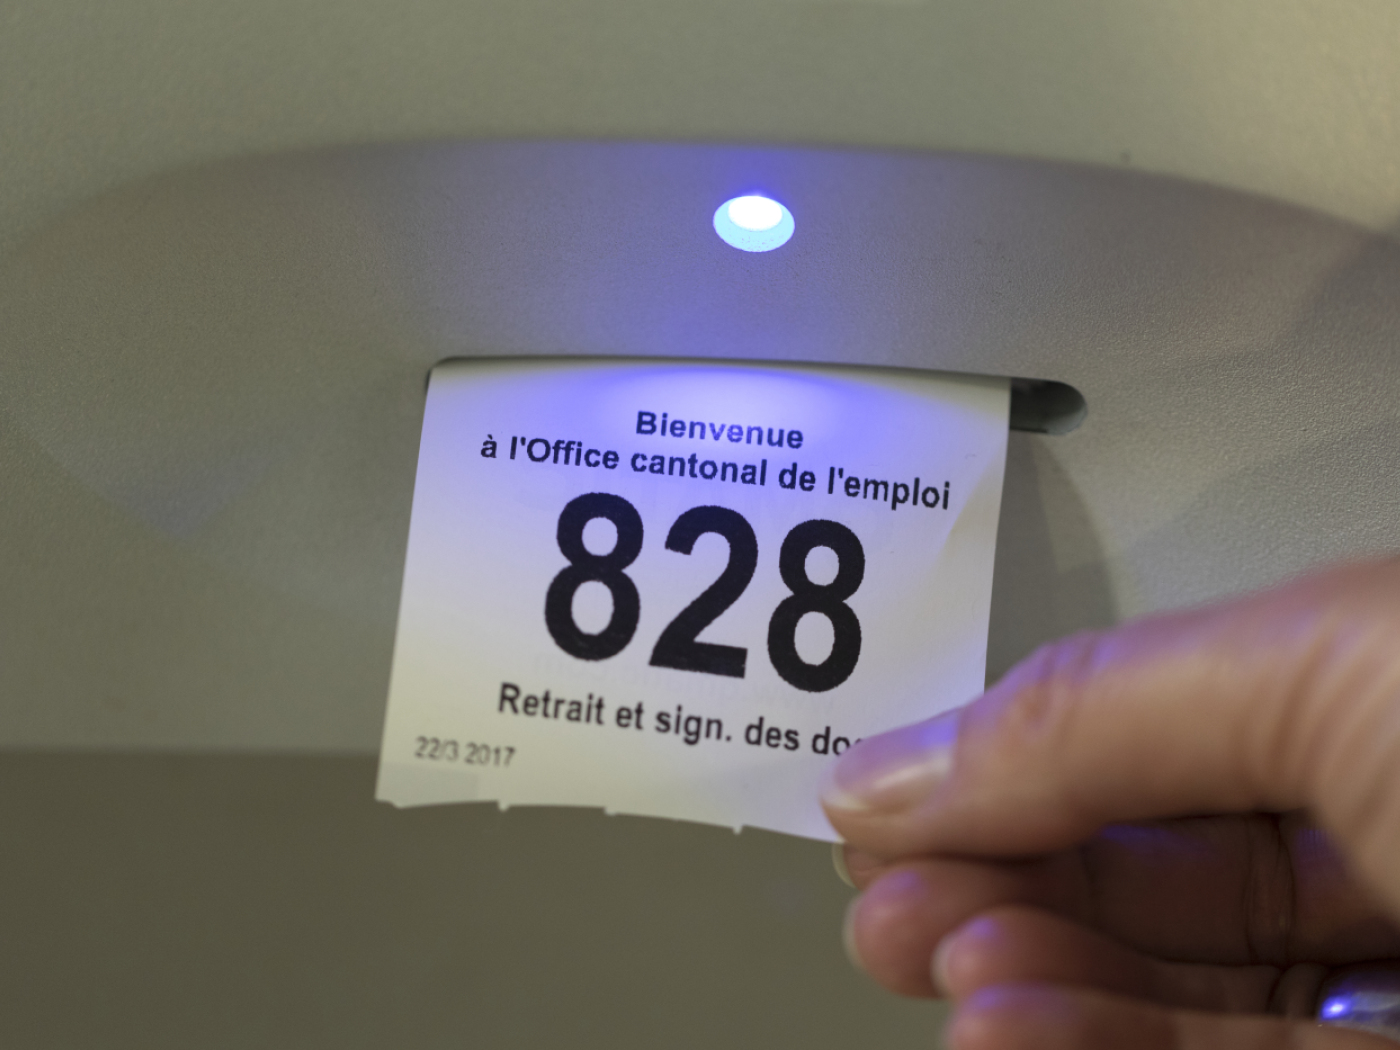 Bienvenue
à l'Office cantonal de l'emploi
828
Retrait et sign. des
22/3 2017